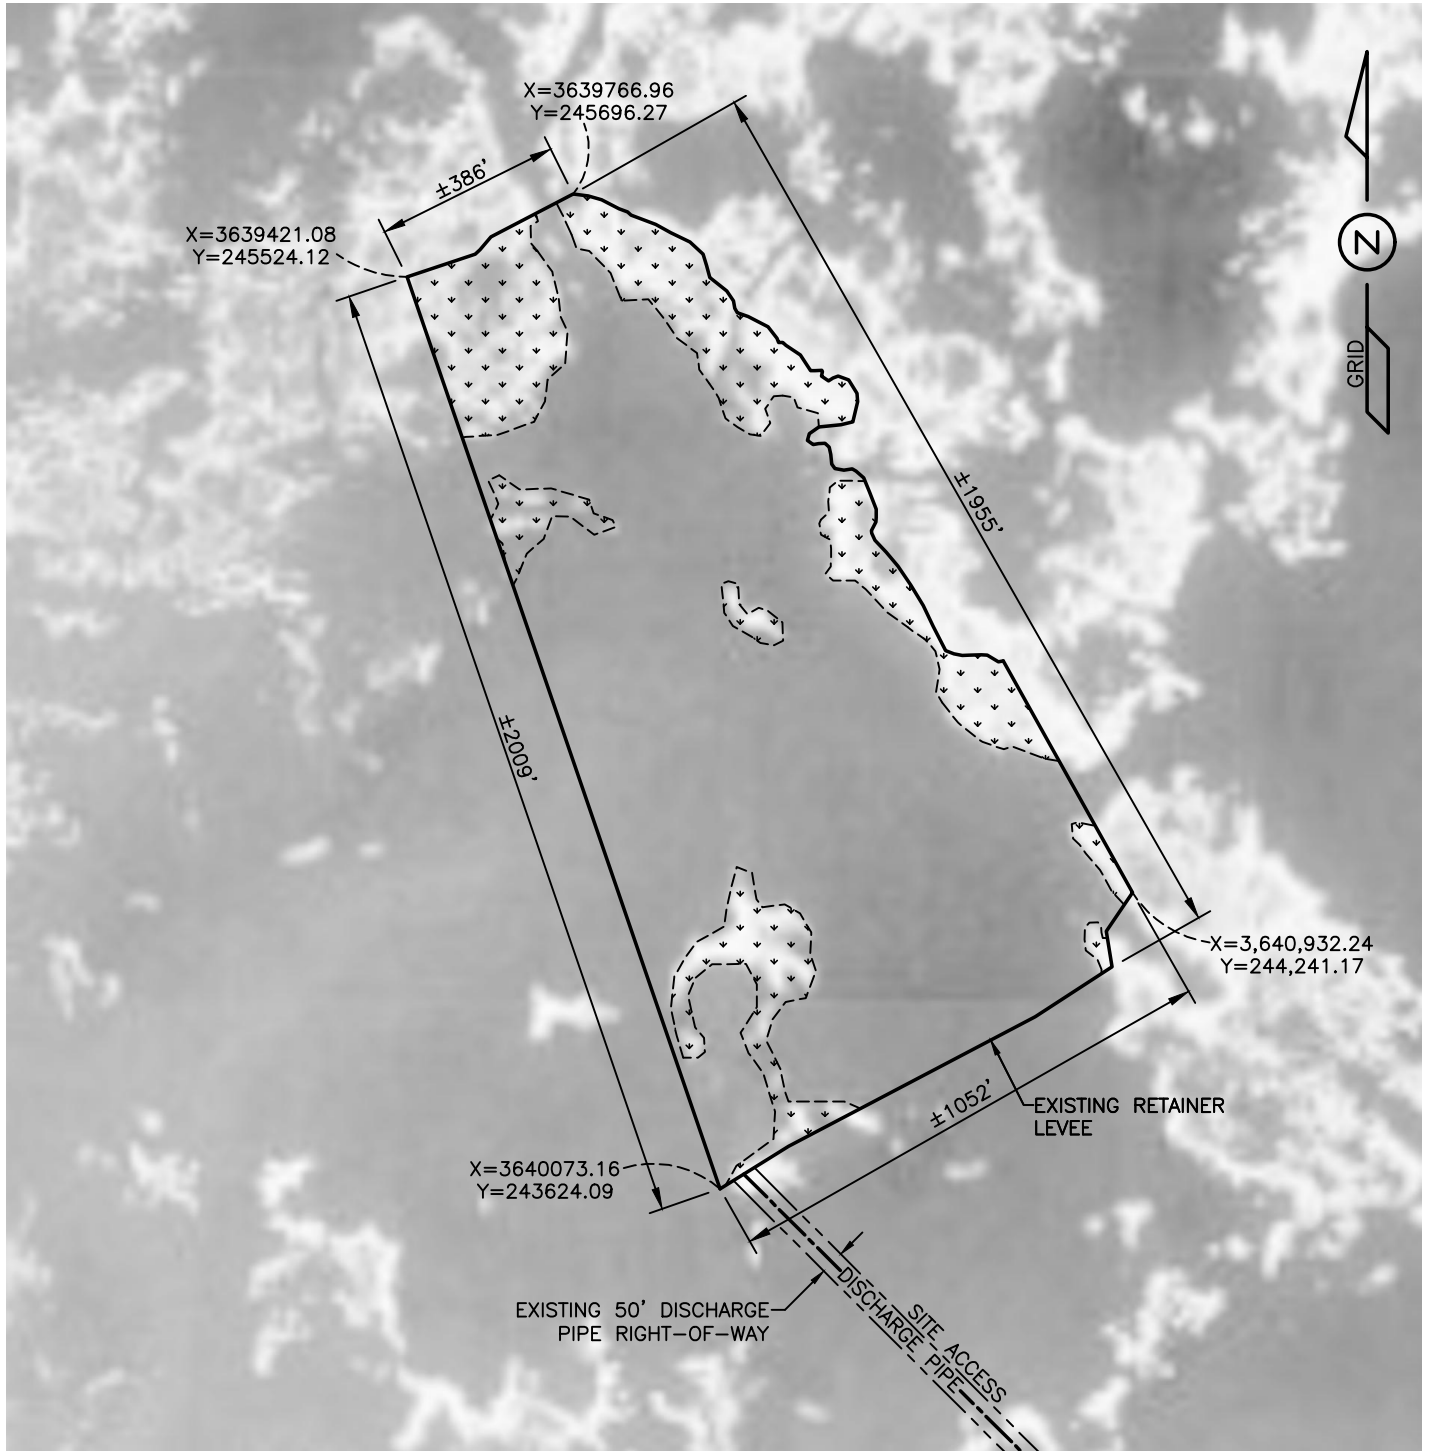 X=3639766.96
Y=245696.27
±386'
X=3639421.08
Y=245524.12
N
GRID
±1955'
±2009'
X=3,640,932.24
Y=244,241.17
±1052'
EXISTING RETAINER
LEVEE
X=3640073.16
Y=243624.09
EXISTING 50' DISCHARGE
PIPE RIGHT-OF-WAY
SITE ACCESS
DISCHARGE PIPE